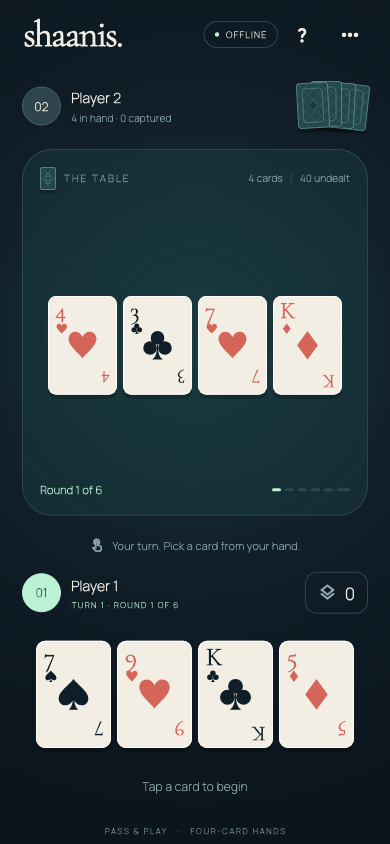 shaanis.
OFFLINE
?
02
Player 2
4 in hand · 0 captured
THE TABLE
4 cards | 40 undealt
4 3 7 K
4 3 7 K
Round 1 of 6
Your turn. Pick a card from your hand.
01
Player 1
TURN 1 · ROUND 1 OF 6
0
7 9 K 5
7 9 K 5
Tap a card to begin
PASS & PLAY · FOUR-CARD HANDS